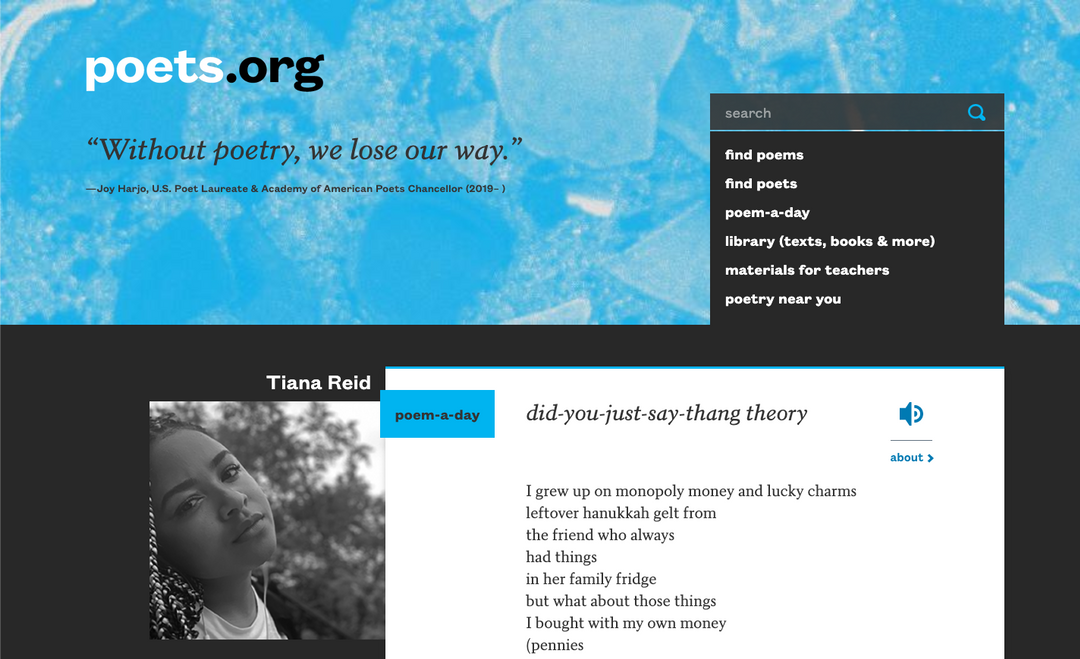 poets.org
“Without poetry, we lose our way.”
—Joy Harjo, U.S. Poet Laureate & Academy of American Poets Chancellor (2019– )
search
find poems
find poets
poem-a-day
library (texts, books & more)
materials for teachers
poetry near you
Tiana Reid
poem-a-day
did-you-just-say-thang theory
about
I grew up on monopoly money and lucky charms
leftover hanukkah gelt from
the friend who always
had things
in her family fridge
but what about those things
I bought with my own money
(pennies